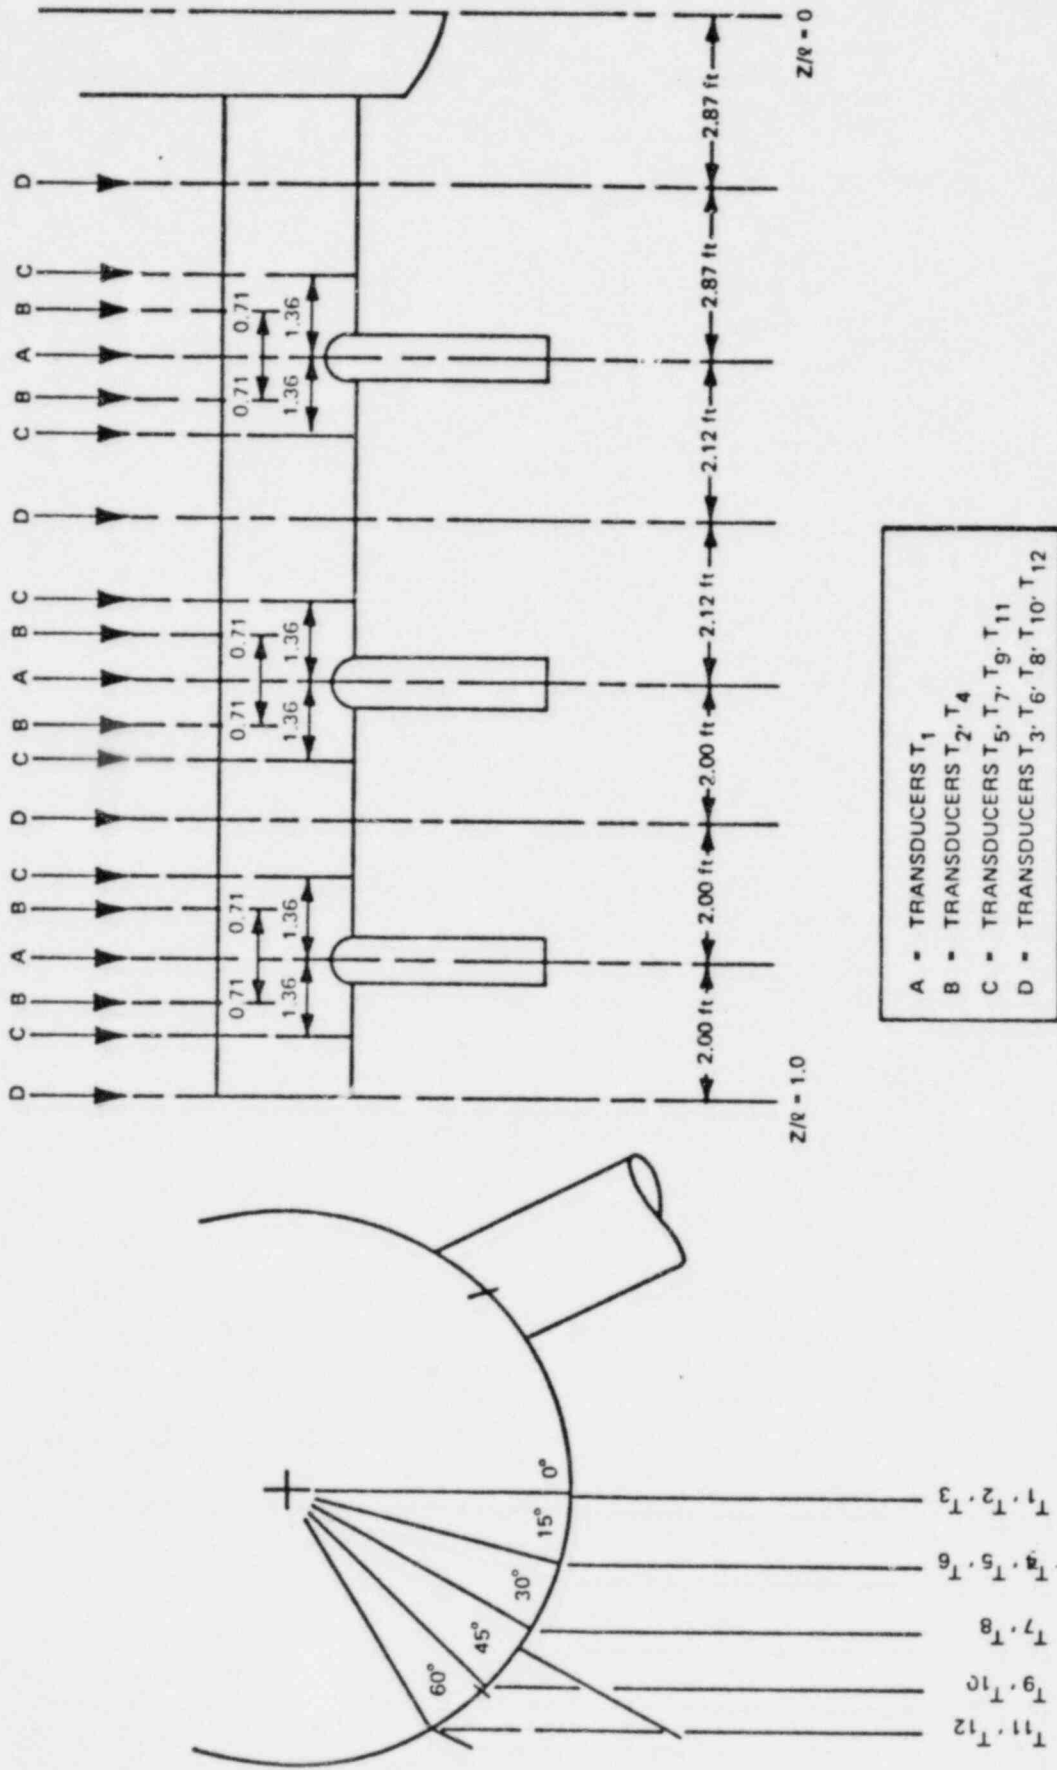 D
C
B
A
B
C
D
C
B
A
B
C
D
C
B
A
B
C
D
0.71
0.71
1.36
1.36
0.71
0.71
1.36
1.36
0.71
0.71
1.36
1.36
2.00 ft
2.00 ft
2.00 ft
2.12 ft
2.12 ft
2.87 ft
2.87 ft
Z/ℓ = 1.0
Z/ℓ = 0
60°
45°
30°
15°
0°
T11, T12
T9, T10
T7, T8
T4, T5, T6
T1, T2, T3
A = TRANSDUCERS T1
B = TRANSDUCERS T2, T4
C = TRANSDUCERS T5, T7, T9, T11
D = TRANSDUCERS T3, T6, T8, T10, T12